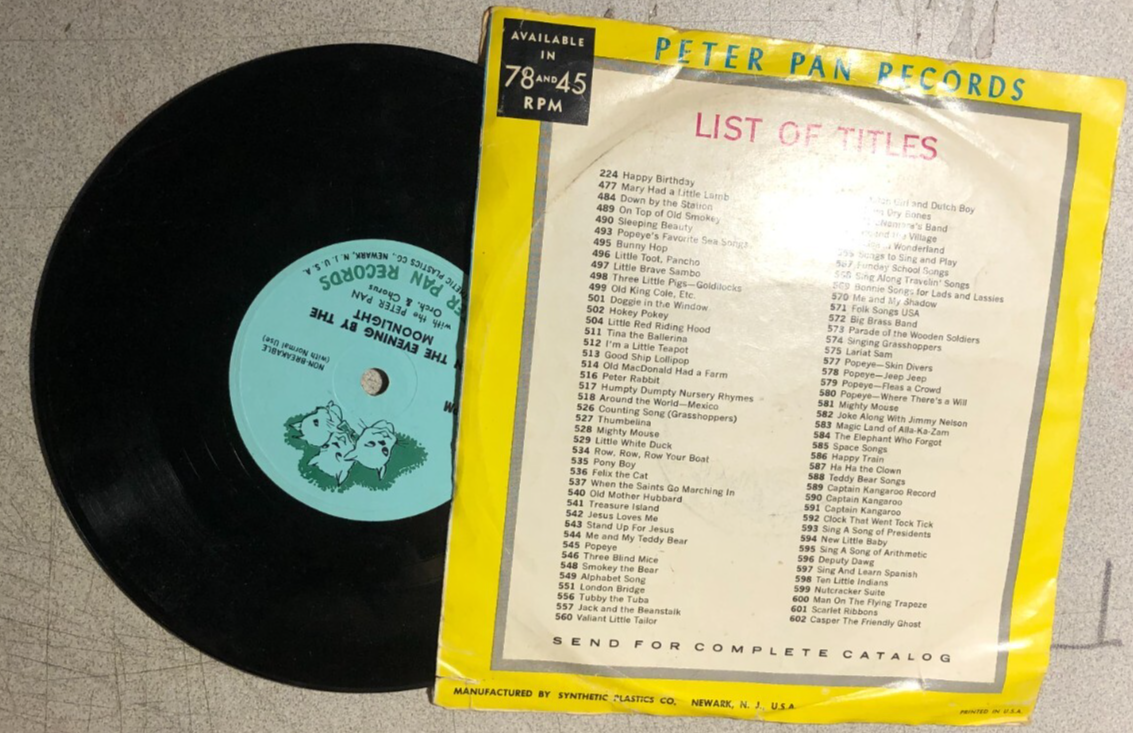 AVAILABLE
IN
78 AND 45
RPM
PETER PAN RECORDS
LIST OF TITLES
224 Happy Birthday
477 Mary Had a Little Lamb
484 Down by the Station
489 On Top of Old Smokey
490 Sleeping Beauty
493 Popeye's Favorite Sea Songs
495 Bunny Hop
496 Little Toot, Pancho
497 Little Brave Sambo
498 Three Little Pigs—Goldilocks
499 Old King Cole, Etc.
501 Doggie in the Window
502 Hokey Pokey
504 Little Red Riding Hood
511 Tina the Ballerina
512 I'm a Little Teapot
513 Good Ship Lollipop
514 Old MacDonald Had a Farm
516 Peter Rabbit
517 Humpty Dumpty Nursery Rhymes
518 Around the World—Mexico
526 Counting Song (Grasshoppers)
527 Thumbelina
528 Mighty Mouse
529 Little White Duck
534 Row, Row, Row Your Boat
535 Pony Boy
536 Felix the Cat
537 When the Saints Go Marching In
540 Old Mother Hubbard
541 Treasure Island
542 Jesus Loves Me
543 Stand Up For Jesus
544 Me and My Teddy Bear
545 Popeye
546 Three Blind Mice
548 Smokey the Bear
549 Alphabet Song
551 London Bridge
556 Tubby the Tuba
557 Jack and the Beanstalk
560 Valiant Little Tailor
Girl and Dutch Boy
Dry Bones
Band
the Village
Wonderland
Songs to Sing and Play
567 Sunday School Songs
568 Sing Along Travelin' Songs
569 Bonnie Songs for Lads and Lassies
570 Me and My Shadow
571 Folk Songs USA
572 Big Brass Band
573 Parade of the Wooden Soldiers
574 Singing Grasshoppers
575 Lariat Sam
577 Popeye—Skin Divers
578 Popeye—Jeep Jeep
579 Popeye—Fleas a Crowd
580 Popeye—Where There's a Will
581 Mighty Mouse
582 Joke Along With Jimmy Nelson
583 Magic Land of Alla-Ka-Zam
584 The Elephant Who Forgot
585 Space Songs
586 Happy Train
587 Ha Ha the Clown
588 Teddy Bear Songs
589 Captain Kangaroo Record
590 Captain Kangaroo
591 Captain Kangaroo
592 Clock That Went Tock Tick
593 Sing A Song of Presidents
594 New Little Baby
595 Sing A Song of Arithmetic
596 Deputy Dawg
597 Sing And Learn Spanish
598 Ten Little Indians
599 Nutcracker Suite
600 Man On The Flying Trapeze
601 Scarlet Ribbons
602 Casper The Friendly Ghost
SEND FOR COMPLETE CATALOG
MANUFACTURED BY SYNTHETIC PLASTICS CO, NEWARK, N. J., U.S.A.
PRINTED IN U.S.A.
NON-BREAKABLE
(with Normal Use)
THE EVENING BY THE
MOONLIGHT
with the PETER PAN
Orch. & Chorus
PAN RECORDS
PLASTICS CO., NEWARK, N. J. U. S. A.